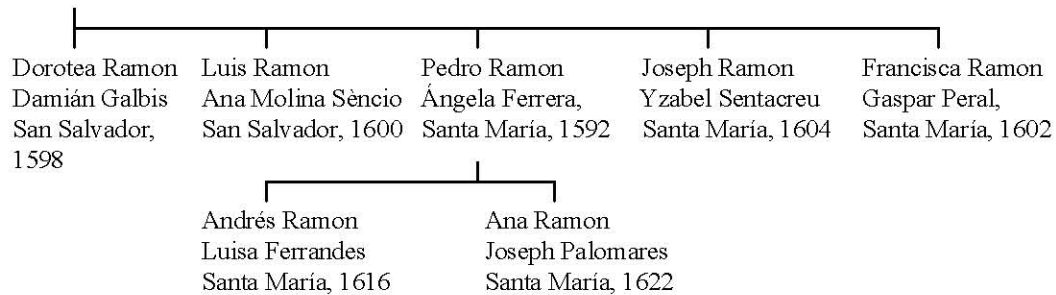 Dorotea Ramon
Damián Galbis
San Salvador,
1598
Luis Ramon
Ana Molina Sèncio
San Salvador, 1600
Pedro Ramon
Ángela Ferrera,
Santa María, 1592
Joseph Ramon
Yzabel Sentacreu
Santa María, 1604
Francisca Ramon
Gaspar Peral,
Santa María, 1602
Andrés Ramon
Luisa Ferrandes
Santa María, 1616
Ana Ramon
Joseph Palomares
Santa María, 1622